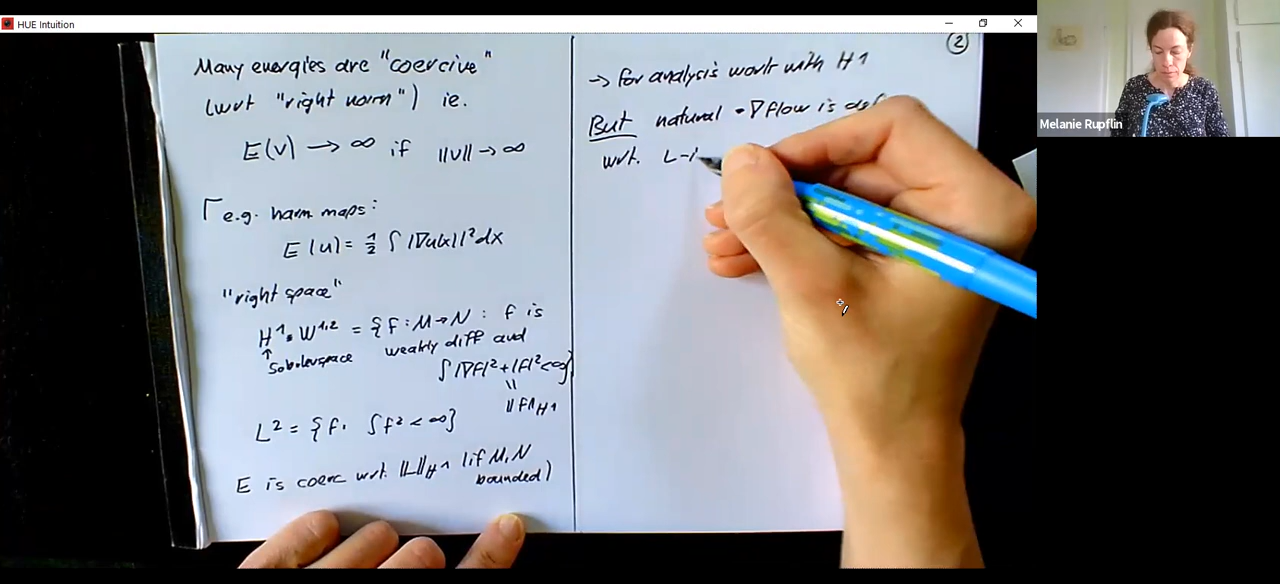 HUE Intuition
Many energies are "coercive"
(wrt "right norm") ie.
E(v) → ∞ if ||v|| → ∞
e.g. harm maps:
E(u) = 1/2 ∫ |∇u(x)|² dx
"right space"
H¹ = W^{1,2} = {f: M → N : f is
weakly diff and
↑ Sobolevspace
∫ |∇f|² + |f|² < ∞}
||f||_{H¹}
L² = {f. ∫ f² < ∞}
E is coerc wrt. || ||_{H¹} (if M, N
bounded)
2
→ For analysis work with H1
But natural -∇flow is def
wrt. L-
Melanie Rupflin